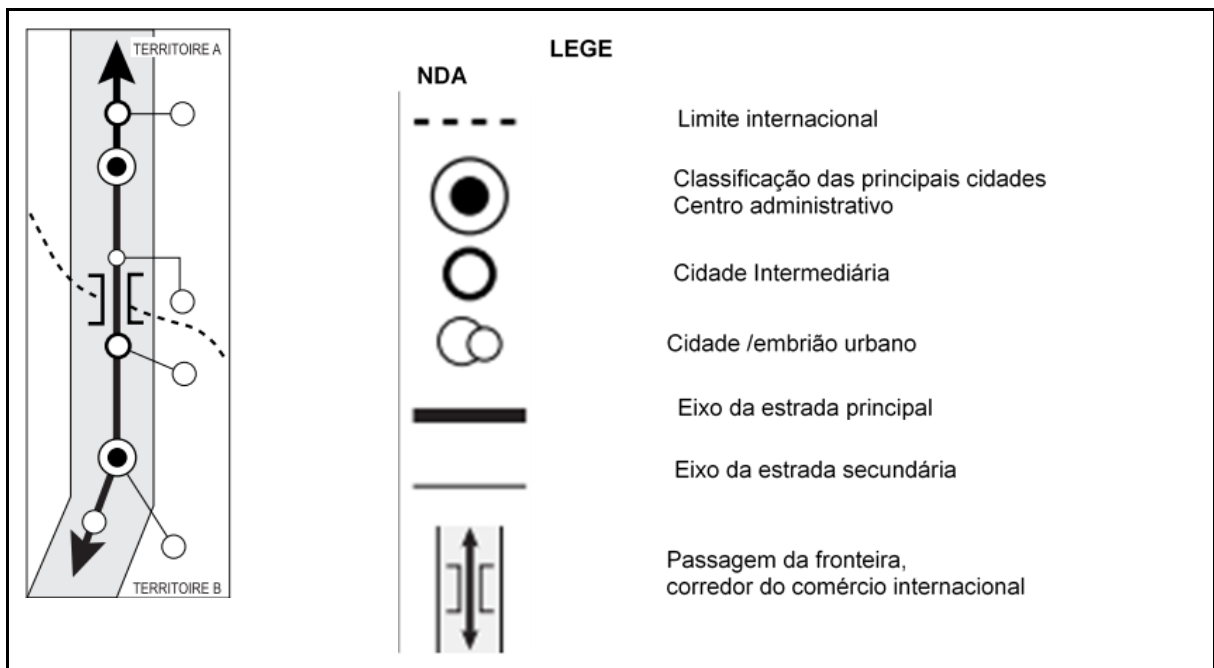 TERRITOIRE A
TERRITOIRE B
LEGE
NDA
Limite internacional
Classificação das principais cidades
Centro administrativo
Cidade Intermediária
Cidade /embrião urbano
Eixo da estrada principal
Eixo da estrada secundária
Passagem da fronteira,
corredor do comércio internacional